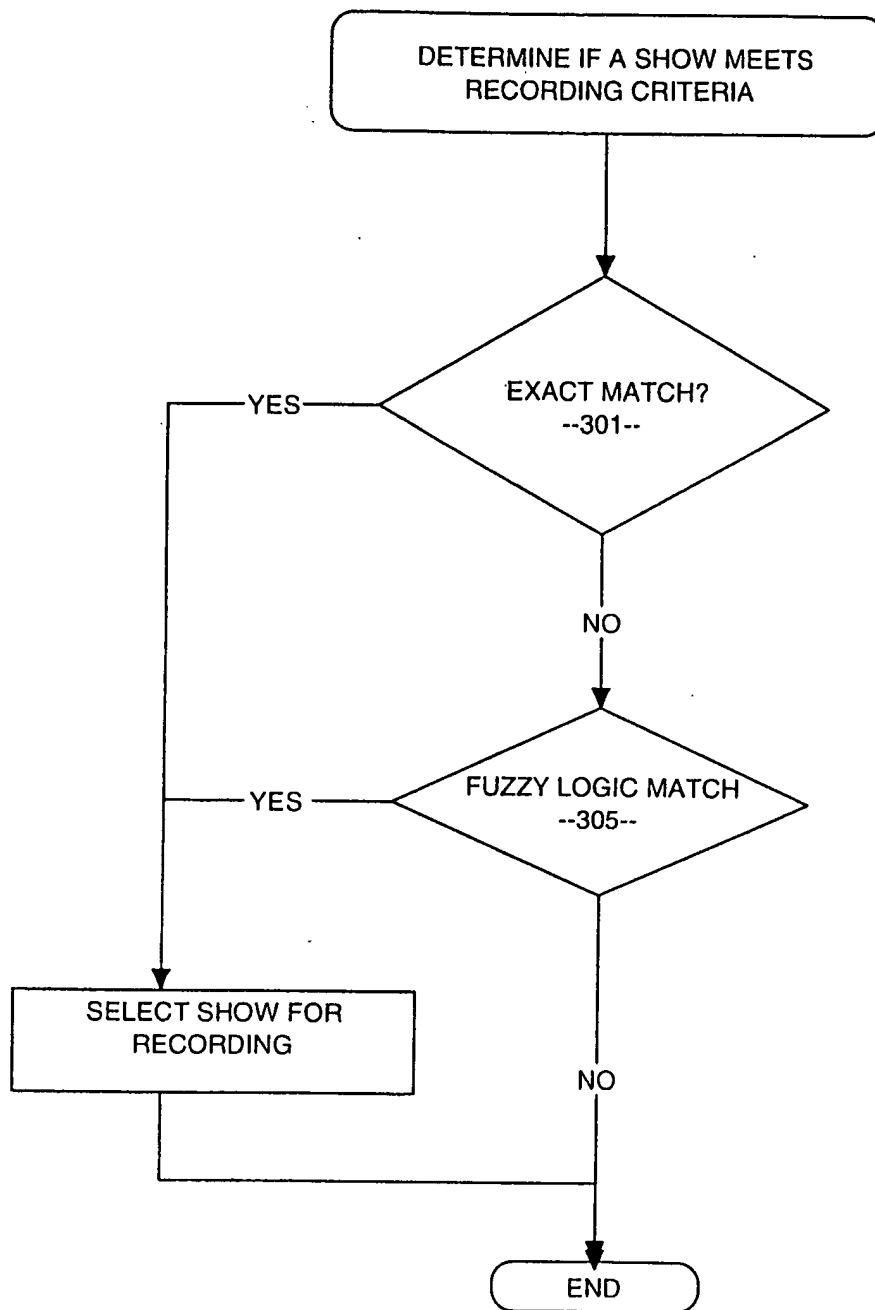 DETERMINE IF A SHOW MEETS
RECORDING CRITERIA
EXACT MATCH?
--301--
YES
NO
FUZZY LOGIC MATCH
--305--
YES
SELECT SHOW FOR
RECORDING
NO
END